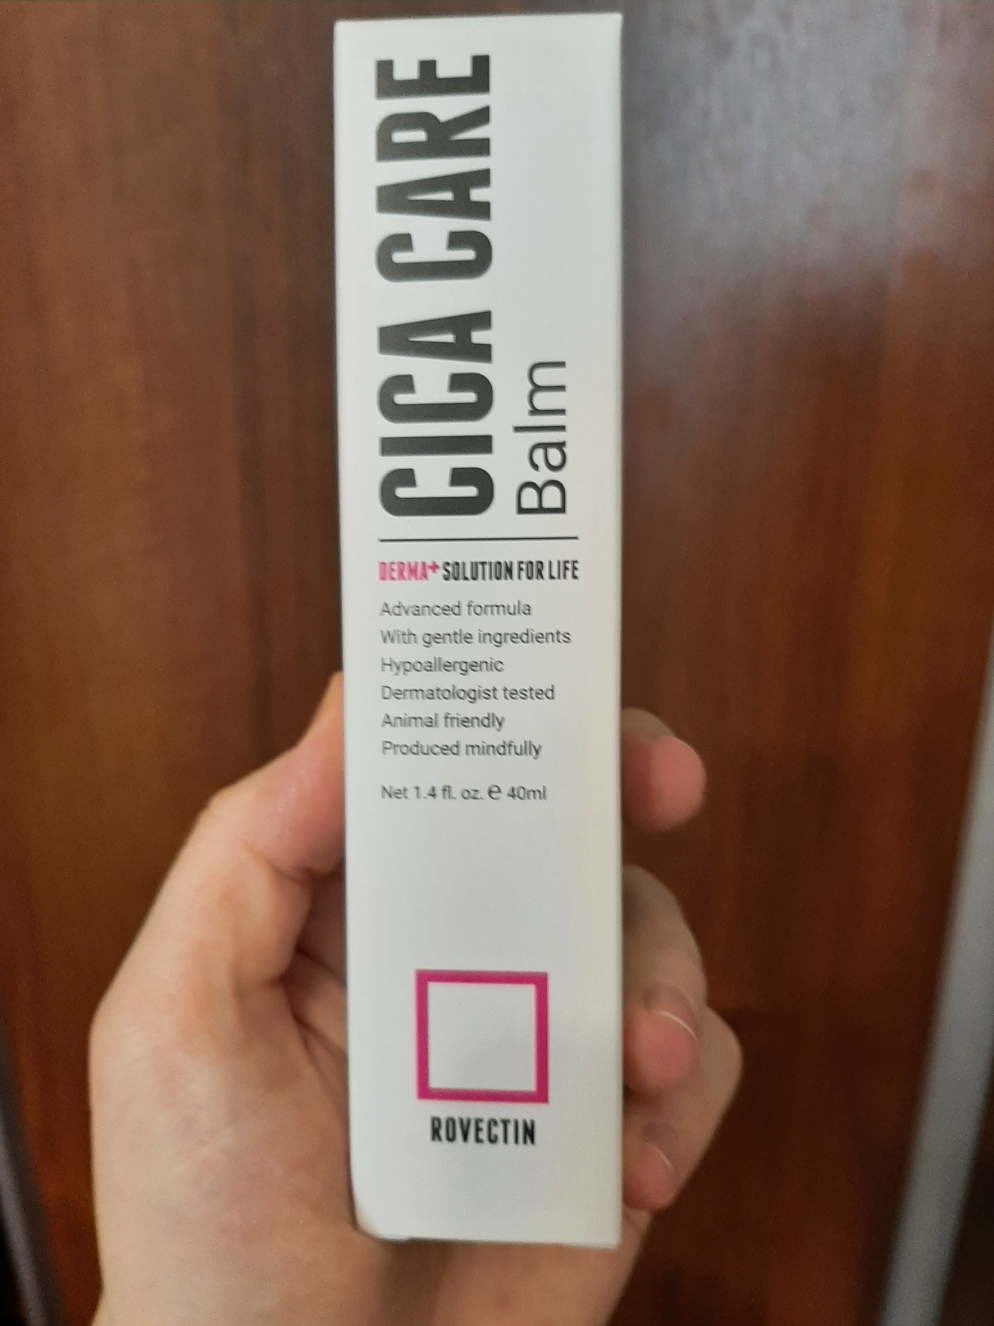 CICA CARE
Balm
DERMA+ SOLUTION FOR LIFE
Advanced formula
With gentle ingredients
Hypoallergenic
Dermatologist tested
Animal friendly
Produced mindfully
Net 1.4 fl. oz. ℮ 40ml
ROVECTIN